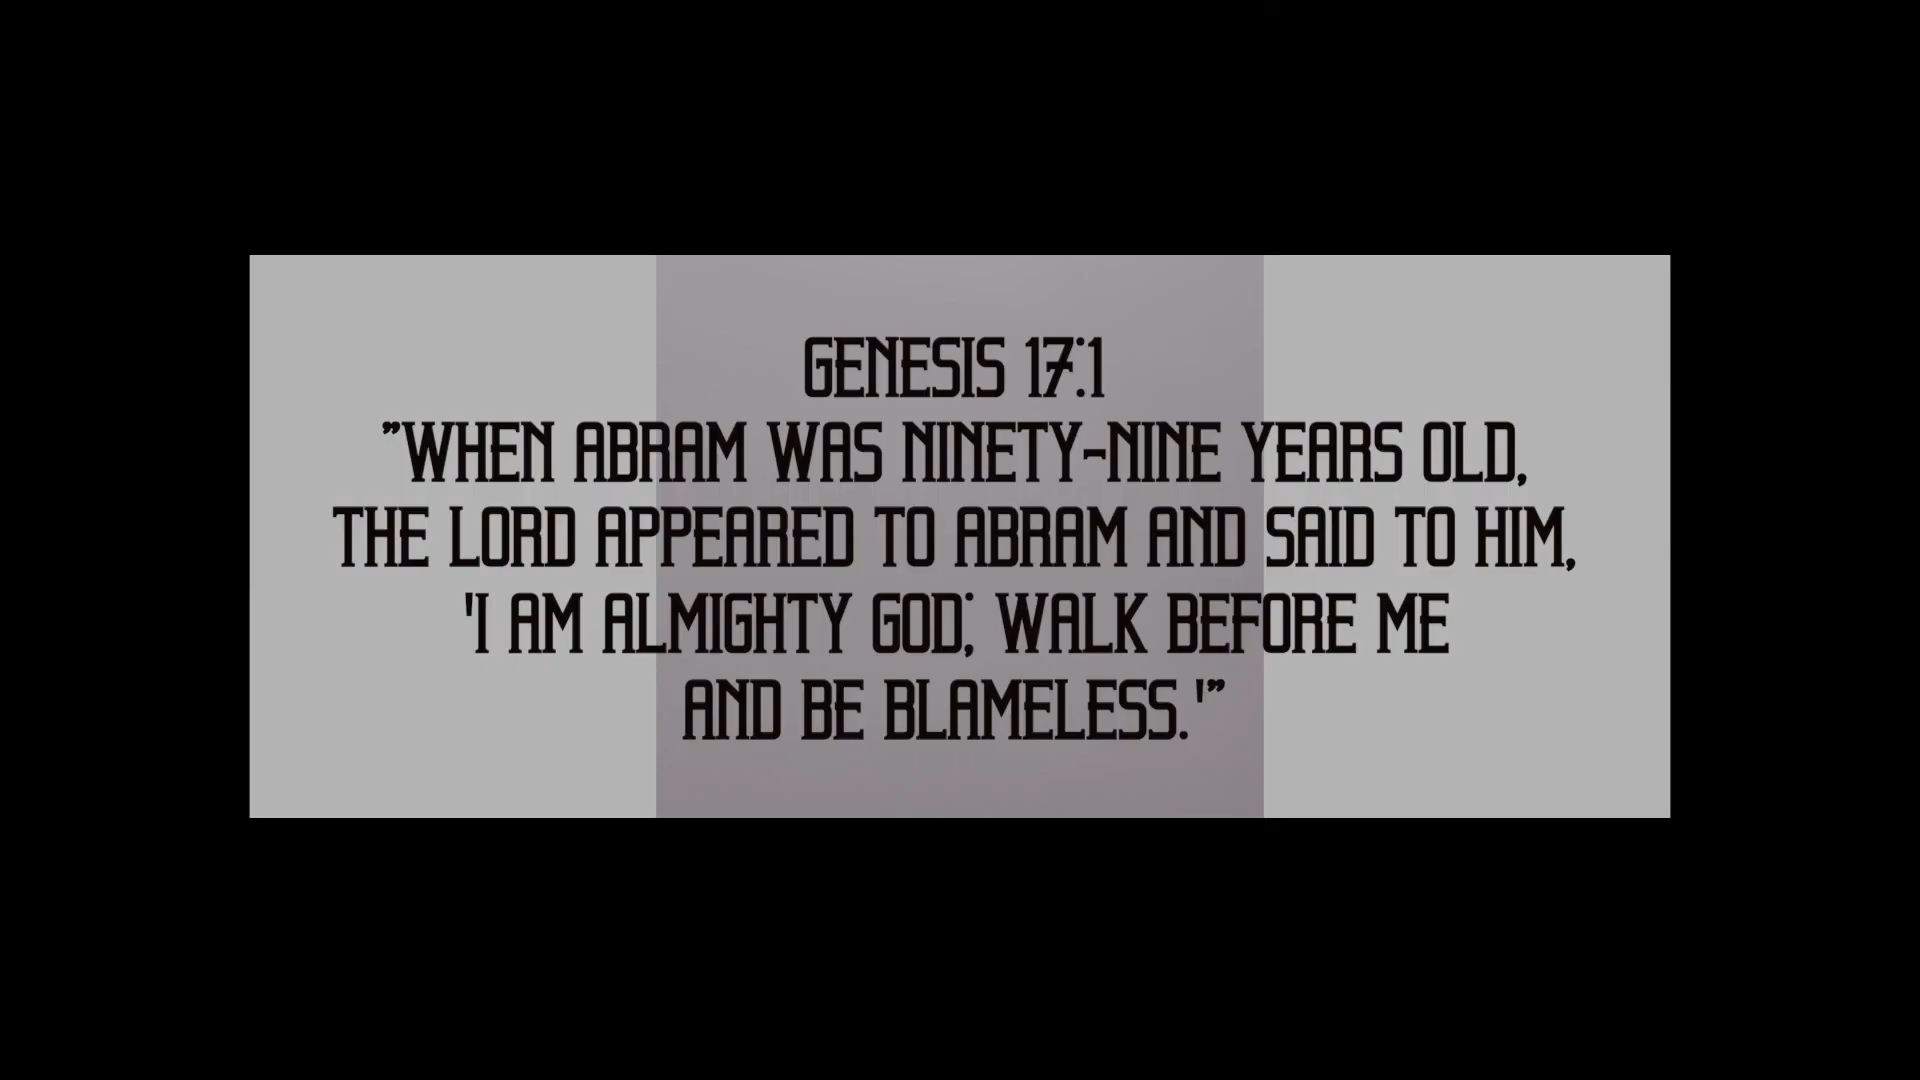 GENESIS 17:1
"WHEN ABRAM WAS NINETY-NINE YEARS OLD,
THE LORD APPEARED TO ABRAM AND SAID TO HIM,
'I AM ALMIGHTY GOD; WALK BEFORE ME
AND BE BLAMELESS.'"